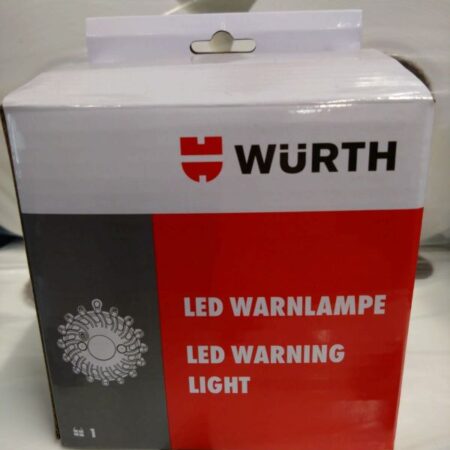 WÜRTH
LED WARNLAMPE
LED WARNING
LIGHT
1